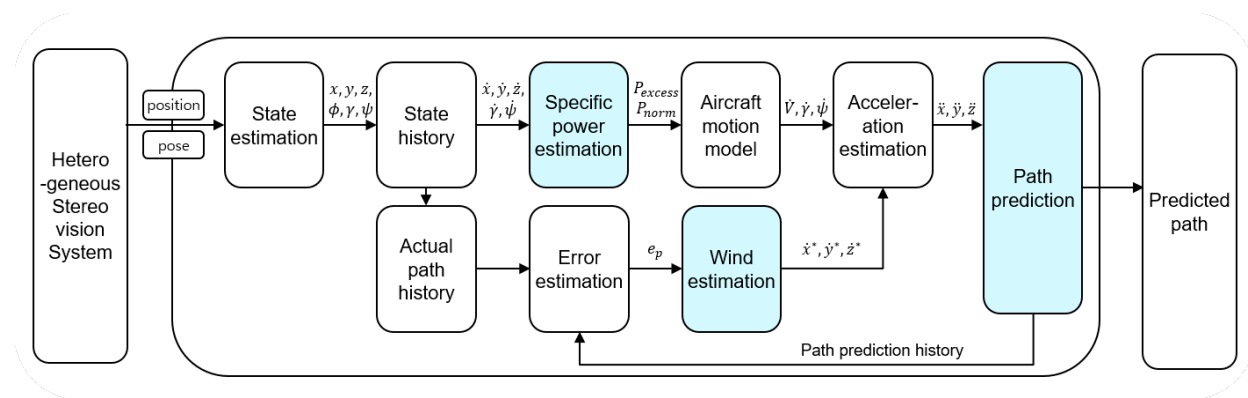 Hetero
-geneous
Stereo
vision
System
position
pose
State
estimation
x, y, z,
ϕ, γ, ψ
State
history
ẋ, ẏ, ż,
γ̇, ψ̇
Specific
power
estimation
P_excess
P_norm
Aircraft
motion
model
V̇, γ̇, ψ̇
Acceler-
ation
estimation
ẍ, ÿ, z̈
Path
prediction
Predicted
path
Actual
path
history
Error
estimation
e_p
Wind
estimation
ẋ*, ẏ*, ż*
Path prediction history